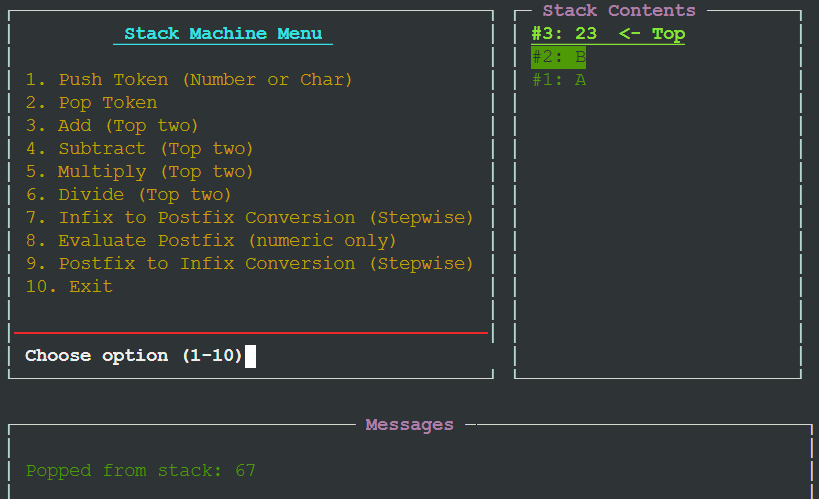 Stack Machine Menu
1. Push Token (Number or Char)
2. Pop Token
3. Add (Top two)
4. Subtract (Top two)
5. Multiply (Top two)
6. Divide (Top two)
7. Infix to Postfix Conversion (Stepwise)
8. Evaluate Postfix (numeric only)
9. Postfix to Infix Conversion (Stepwise)
10. Exit
Choose option (1-10)
Stack Contents
#3: 23  <- Top
#2: B
#1: A
Messages
Popped from stack: 67